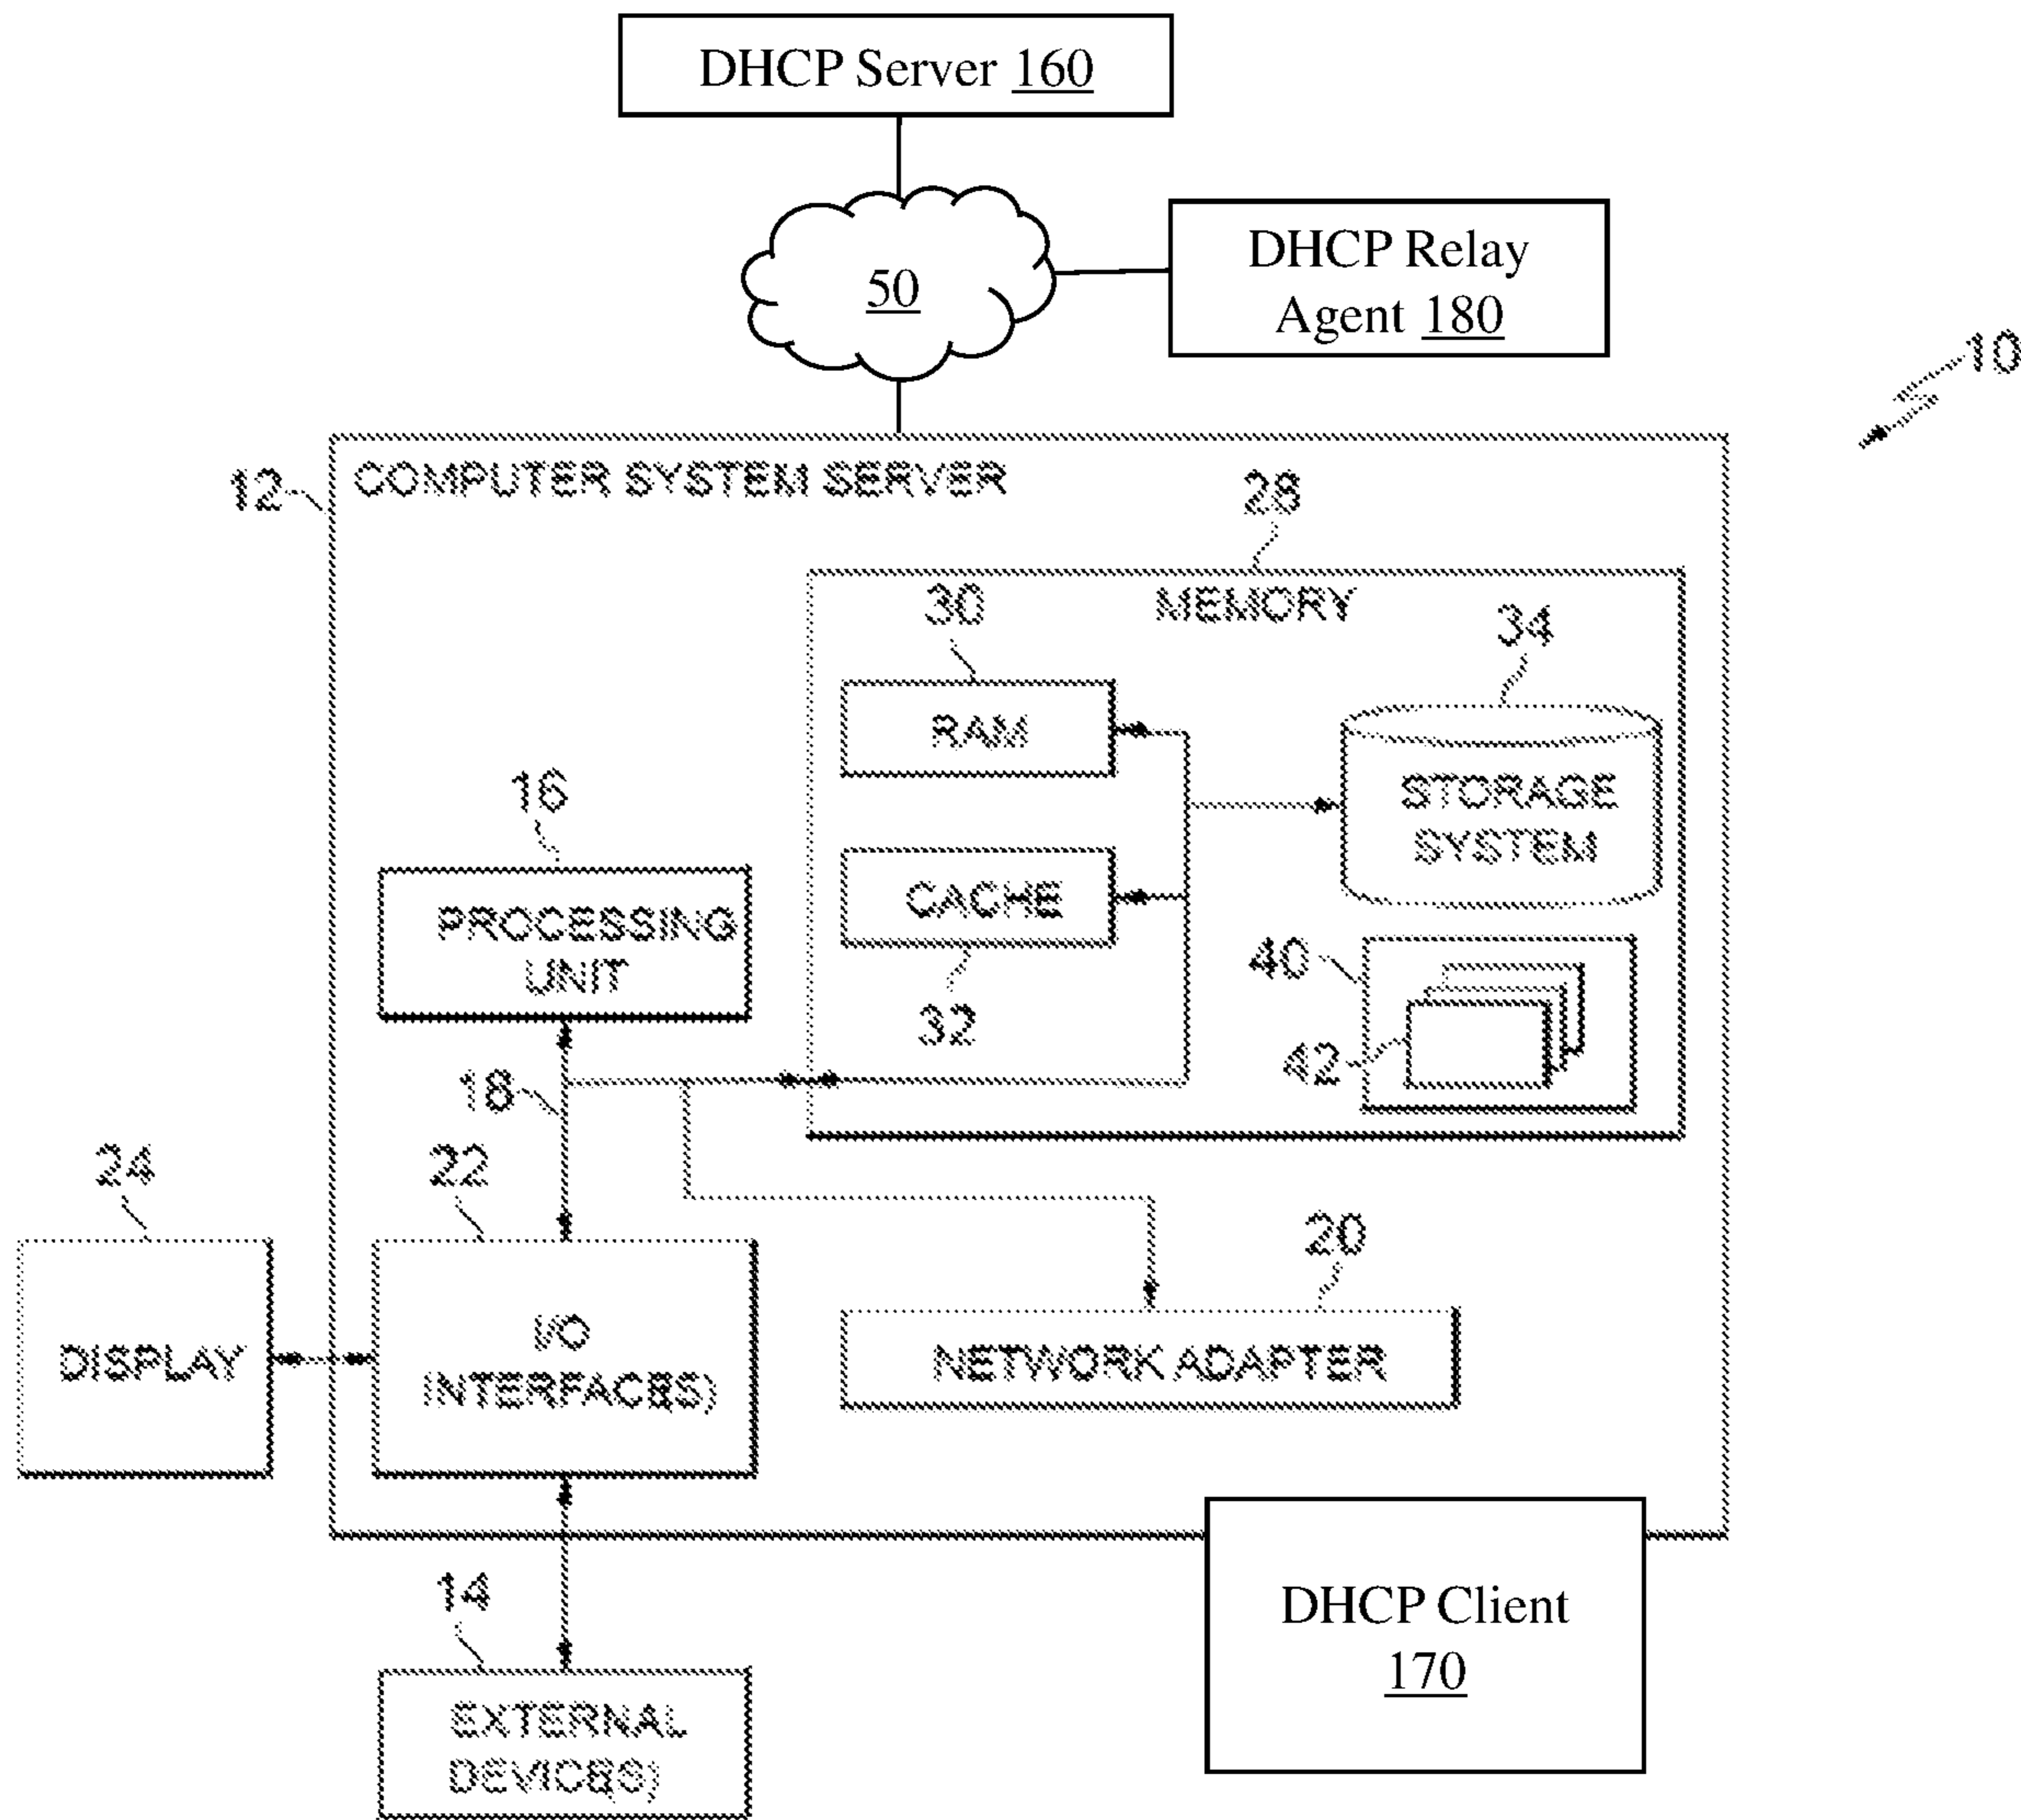 DHCP Server 160
50
DHCP Relay
Agent 180
10
12
COMPUTER SYSTEM SERVER
28
MEMORY
30
34
RAM
STORAGE
SYSTEM
16
CACHE
PROCESSING
UNIT
40
32
42
18
24
22
20
DISPLAY
I/O
INTERFACE(S)
NETWORK ADAPTER
14
DHCP Client
170
EXTERNAL
DEVICE(S)